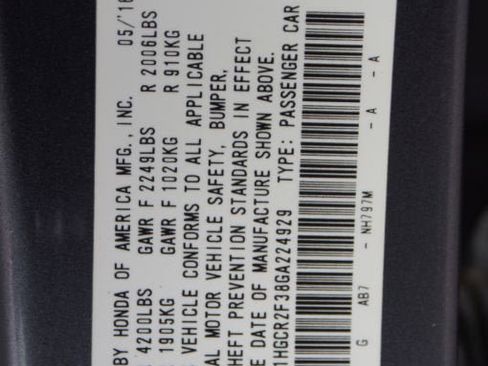 BY HONDA OF AMERICA MFG.,INC. 05/'16
4200LBS GAWR F 2249LBS R 2006LBS
1905KG GAWR F 1020KG R 910KG
VEHICLE CONFORMS TO ALL APPLICABLE
AL MOTOR VEHICLE SAFETY, BUMPER,
HEFT PREVENTION STANDARDS IN EFFECT
E DATE OF MANUFACTURE SHOWN ABOVE.
1HGCR2F38GA224929 TYPE: PASSENGER CAR
G AB7 - NH797M - A - A